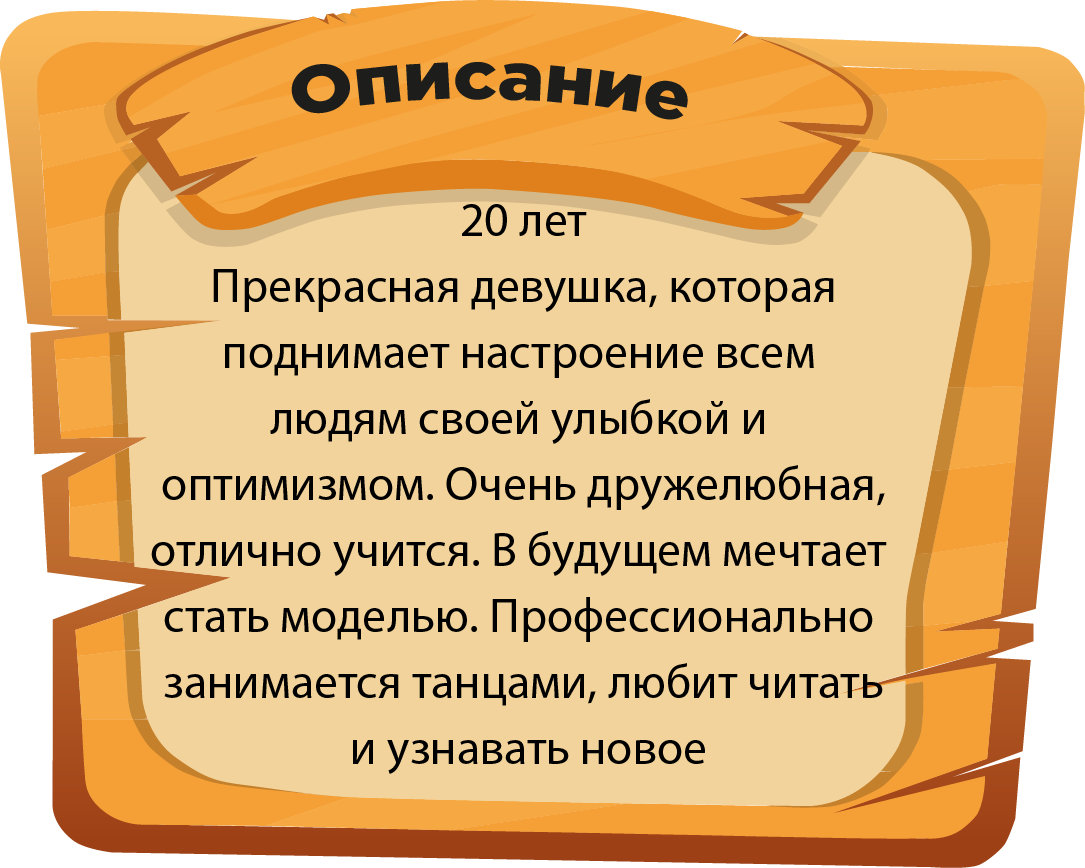 Описание
20 лет
Прекрасная девушка, которая
поднимает настроение всем
людям своей улыбкой и
оптимизмом. Очень дружелюбная,
отлично учится. В будущем мечтает
стать моделью. Профессионально
занимается танцами, любит читать
и узнавать новое